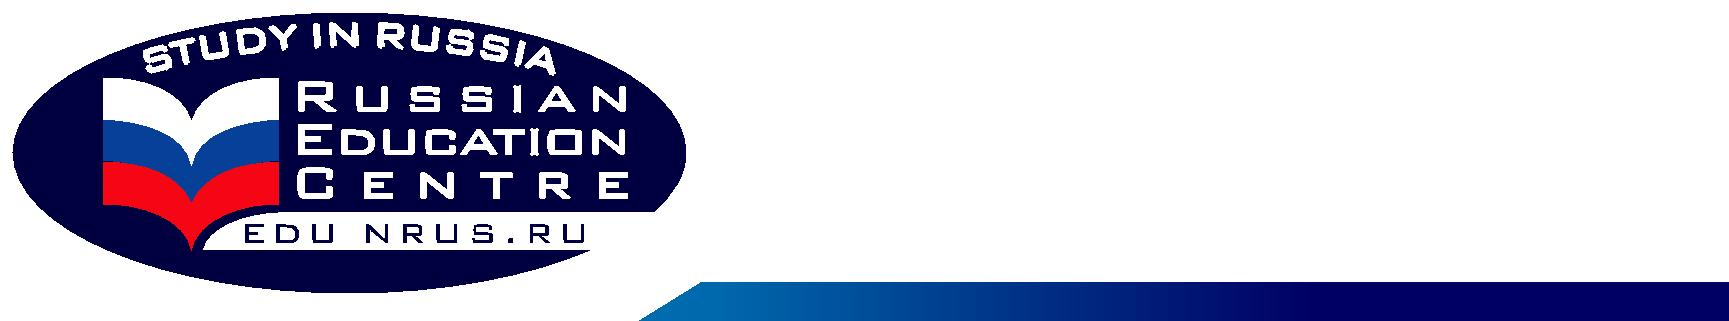 STUDY IN RUSSIA
RUSSIAN
EDUCATION
CENTRE
EDU NRUS.RU